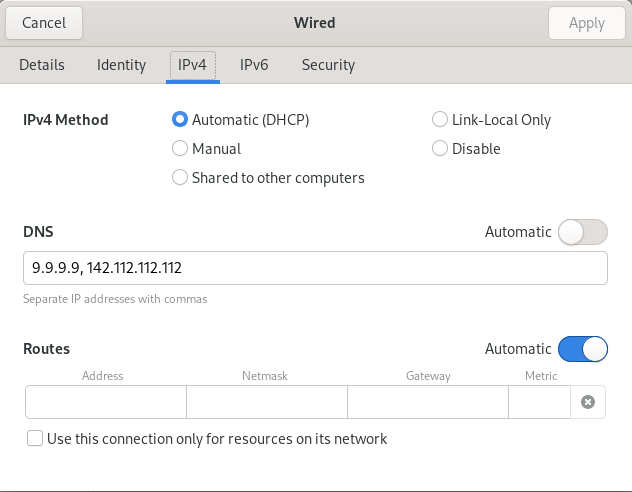 Cancel Wired Apply
Details Identity IPv4 IPv6 Security
IPv4 Method Automatic (DHCP) Link-Local Only
Manual Disable
Shared to other computers
DNS Automatic
9.9.9.9, 142.112.112.112
Separate IP addresses with commas
Routes Automatic
Address Netmask Gateway Metric
Use this connection only for resources on its network